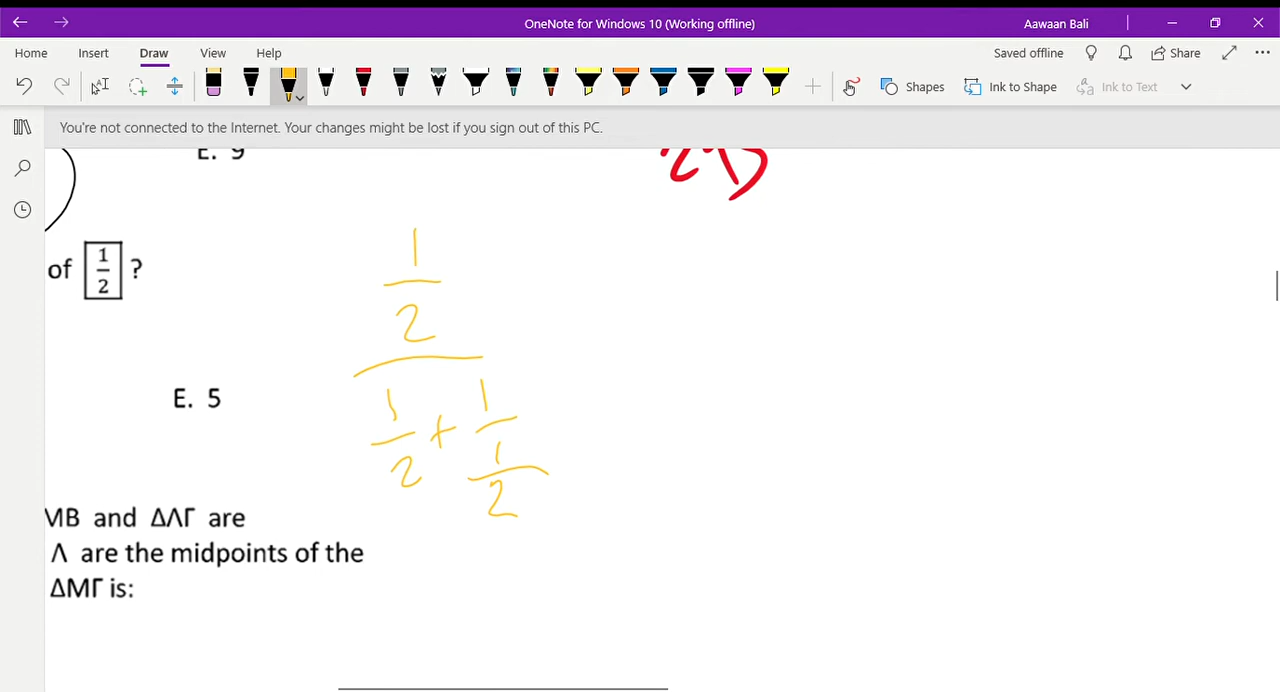 OneNote for Windows 10 (Working offline)
Aawaan Bali
Home Insert Draw View Help
Saved offline
Share
Shapes
Ink to Shape
Ink to Text
You're not connected to the Internet. Your changes might be lost if you sign out of this PC.
E. 9
of [1/2] ?
1
2
1 1
2 + 1
2
E. 5
MB and ΔΛΓ are
Λ are the midpoints of the
ΔΜΓ is: